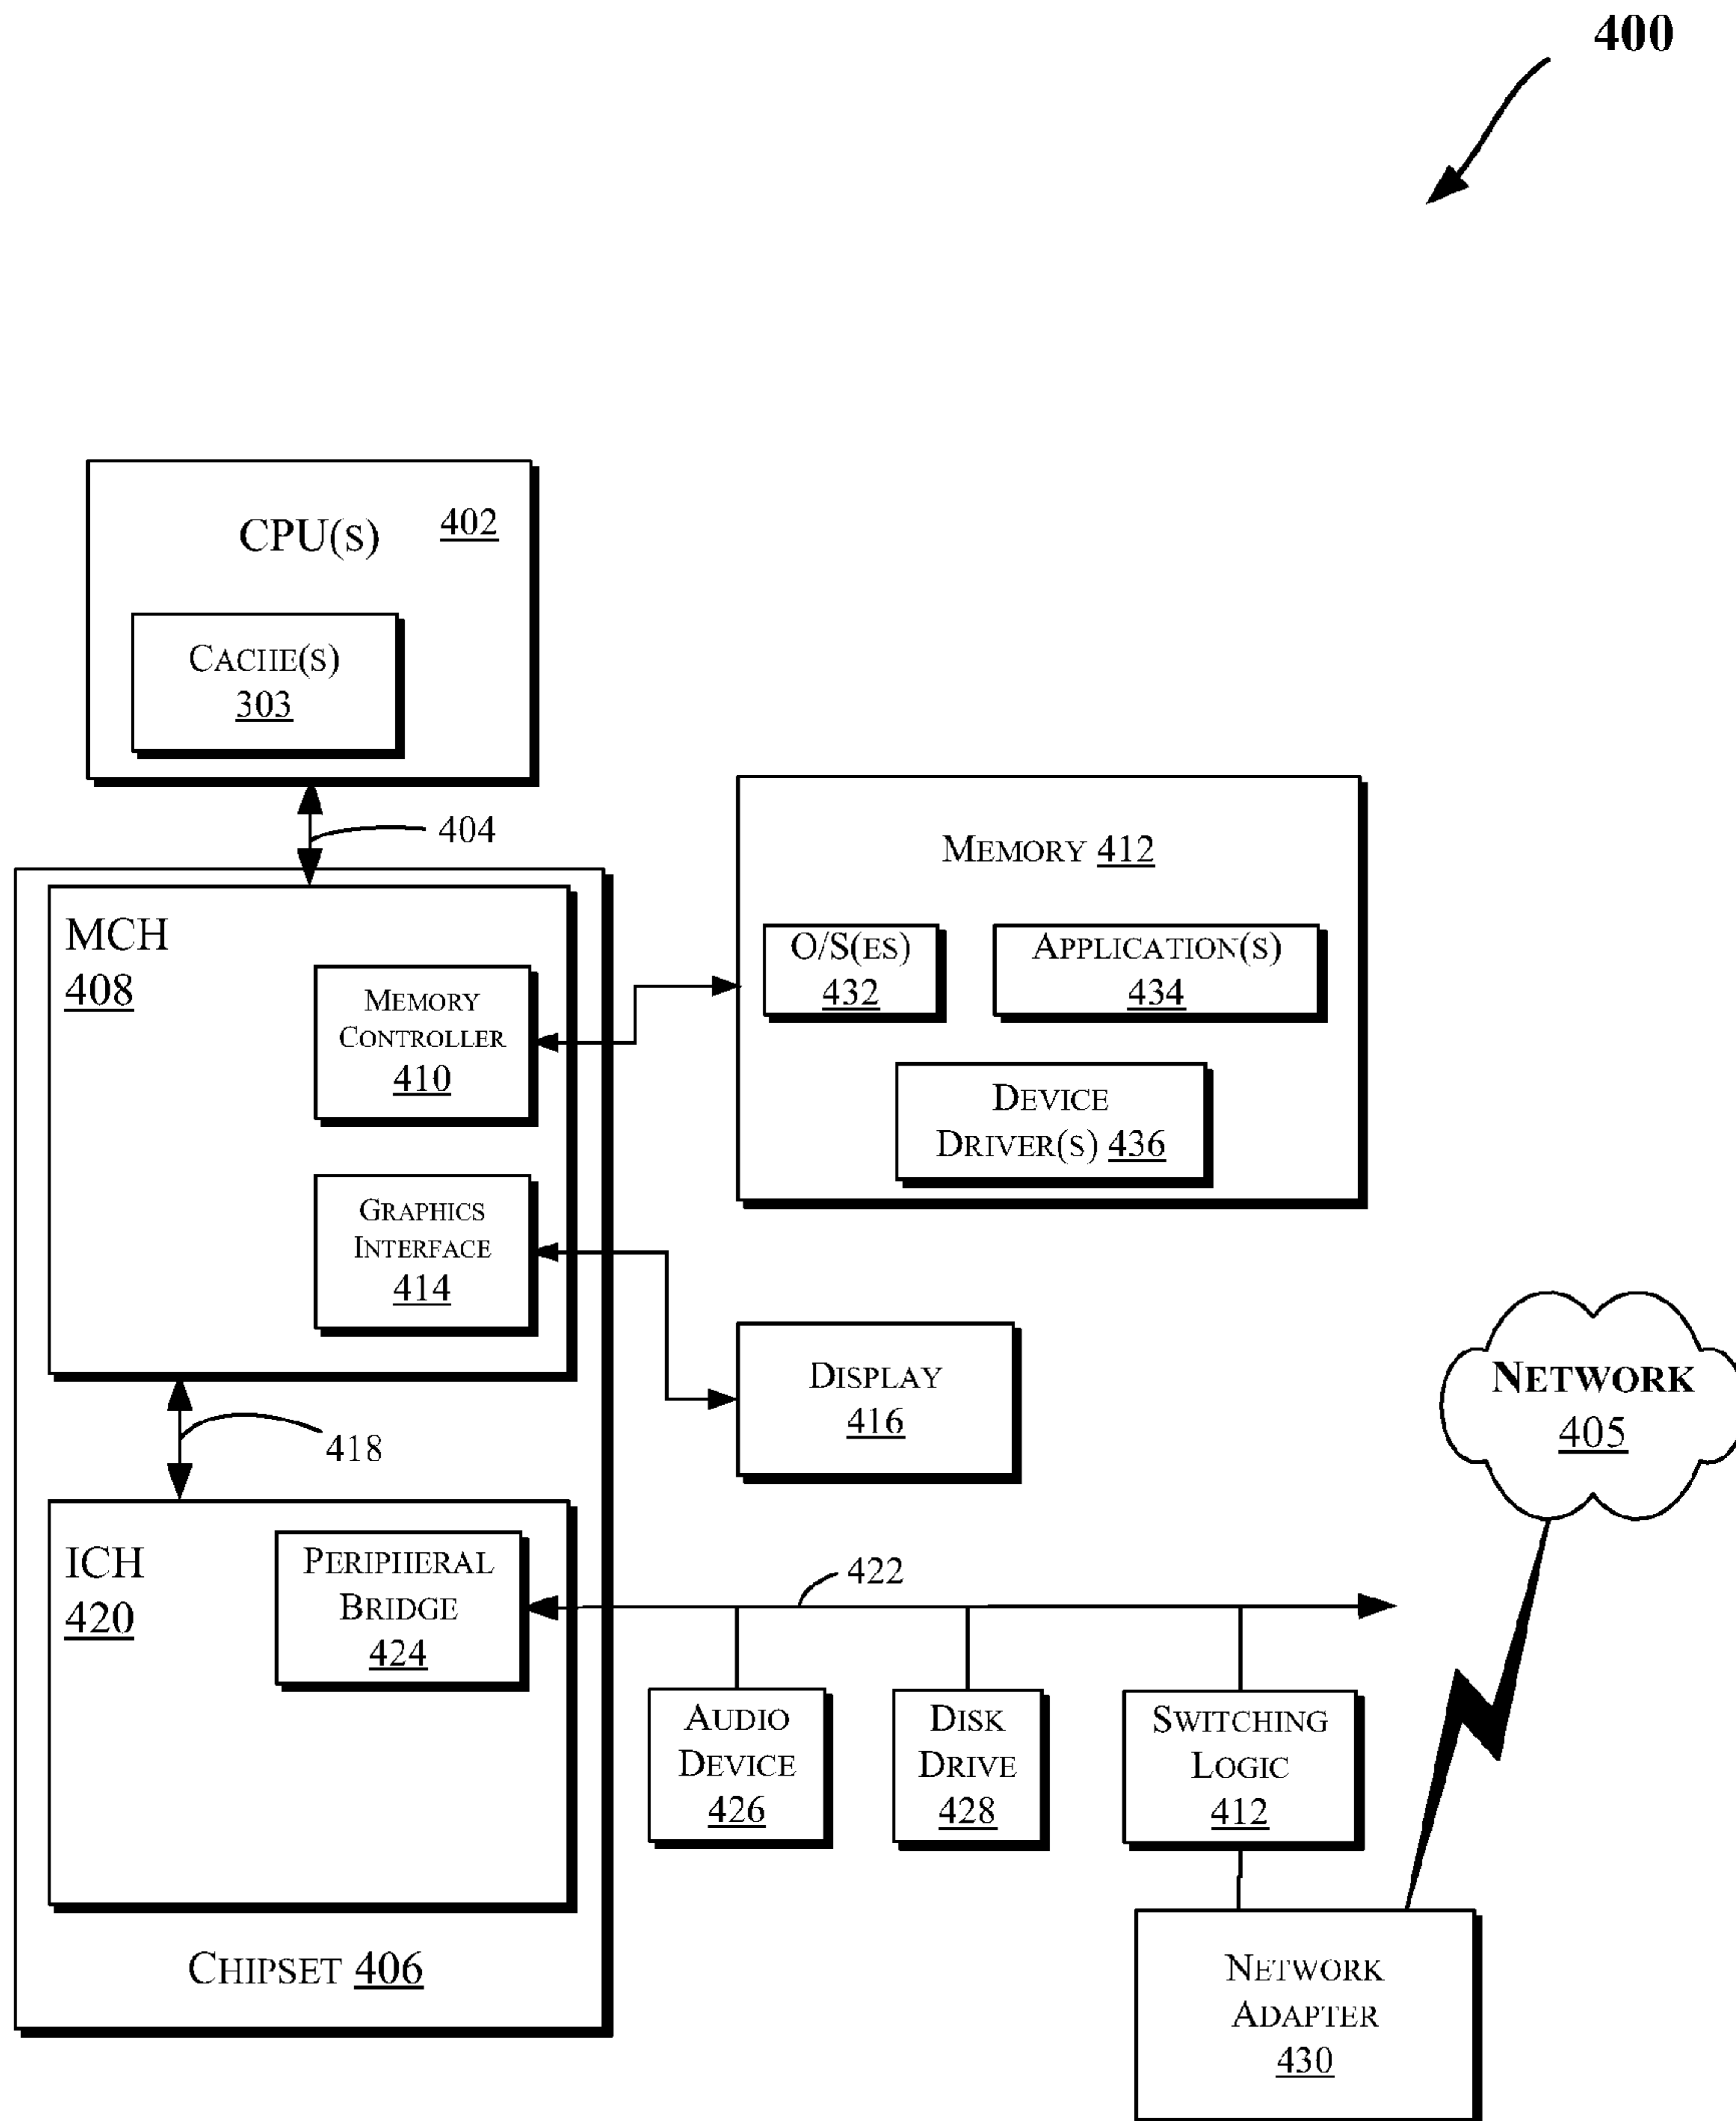 400
CPU(s)
402
Cache(s)
303
404
MCH
408
Memory
Controller
410
Graphics
Interface
414
Memory 412
O/S(es)
432
Application(s)
434
Device
Driver(s) 436
Display
416
Network
405
418
ICH
420
Peripheral
Bridge
424
422
Audio
Device
426
Disk
Drive
428
Switching
Logic
412
Chipset 406
Network
Adapter
430